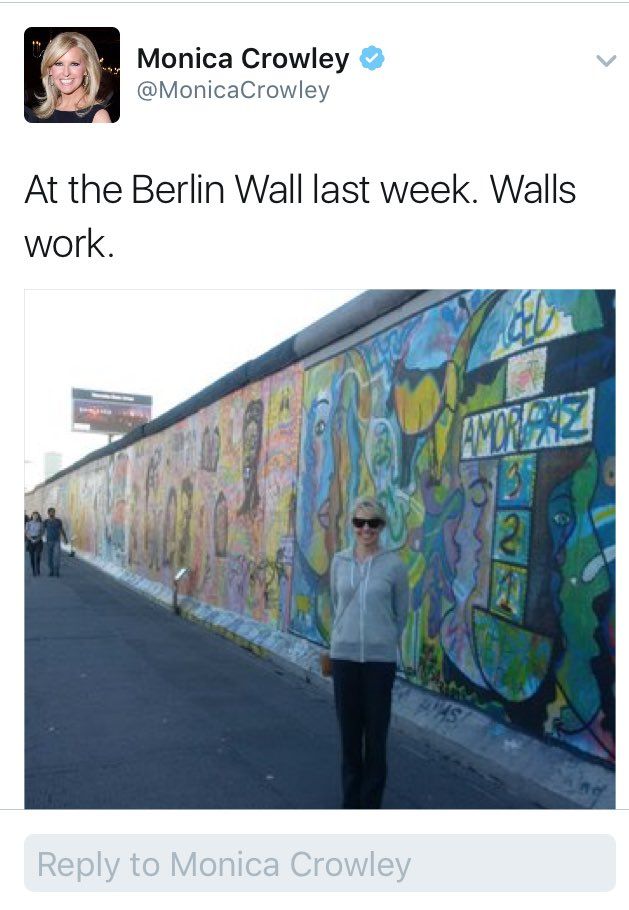 Monica Crowley
@MonicaCrowley
At the Berlin Wall last week. Walls
work.
AMOR PAZ
3
2
1
Reply to Monica Crowley